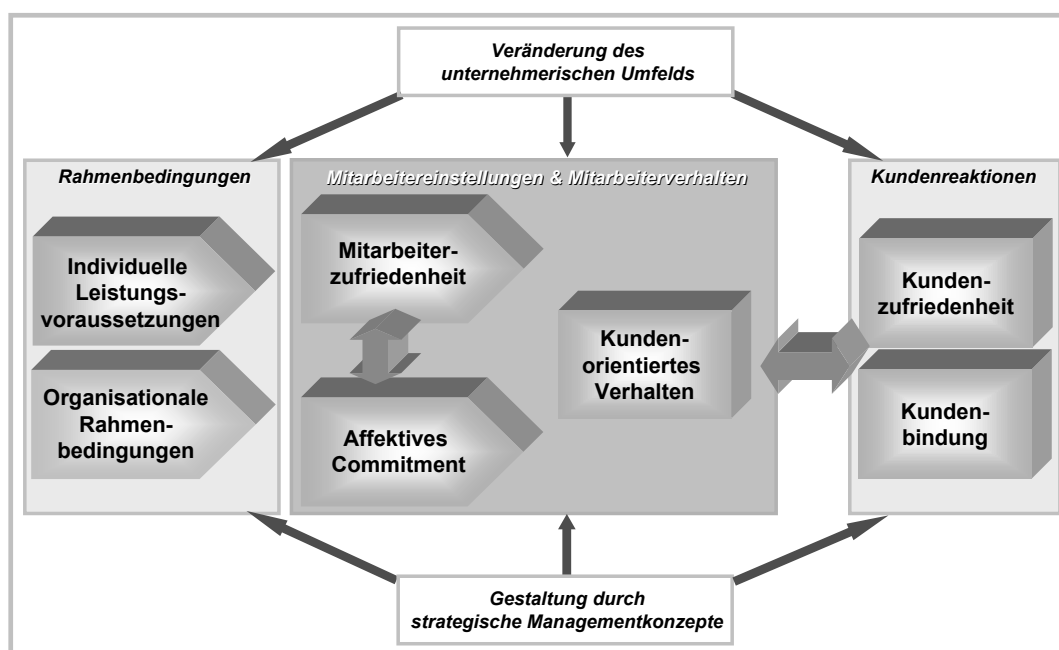 Veränderung des
unternehmerischen Umfelds
Rahmenbedingungen
Individuelle
Leistungs-
voraussetzungen
Organisationale
Rahmen-
bedingungen
Mitarbeitereinstellungen & Mitarbeiterverhalten
Mitarbeiter-
zufriedenheit
Affektives
Commitment
Kunden-
orientiertes
Verhalten
Kundenreaktionen
Kunden-
zufriedenheit
Kunden-
bindung
Gestaltung durch
strategische Managementkonzepte